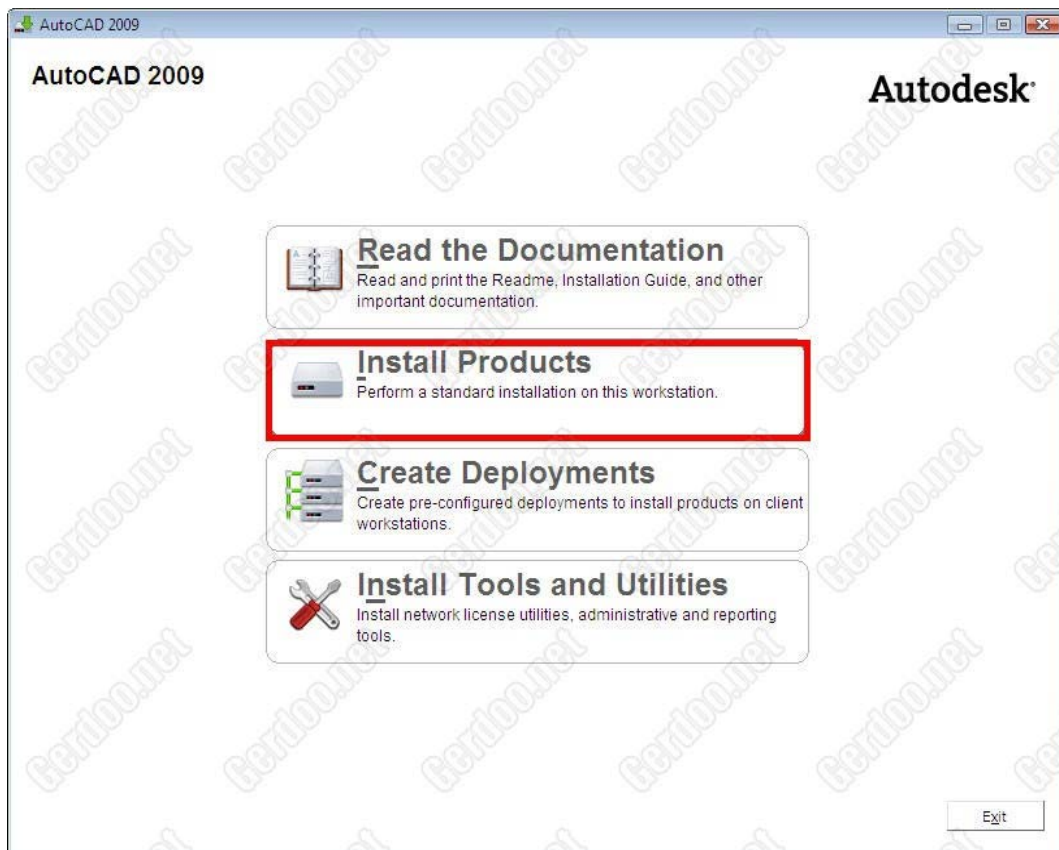 AutoCAD 2009
AutoCAD 2009
Autodesk
Read the Documentation
Read and print the Readme, Installation Guide, and other
important documentation.
Install Products
Perform a standard installation on this workstation.
Create Deployments
Create pre-configured deployments to install products on client
workstations.
Install Tools and Utilities
Install network license utilities, administrative and reporting
tools.
Exit
Gerdoo.net